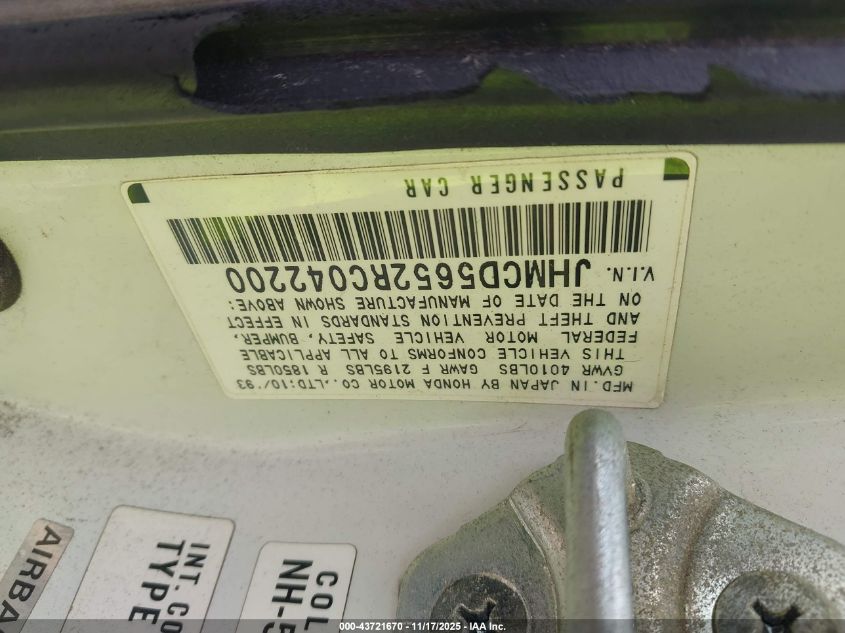 MFD.IN JAPAN BY HONDA MOTOR CO.,LTD:10/'93
GVWR 4010LBS GAWR F 2195LBS R 1850LBS
THIS VEHICLE CONFORMS TO ALL APPLICABLE
FEDERAL MOTOR VEHICLE SAFETY, BUMPER,
AND THEFT PREVENTION STANDARDS IN EFFECT
ON THE DATE OF MANUFACTURE SHOWN ABOVE:
V.I.N. JHMCD5652RC042200
PASSENGER CAR
AIRBA
INT.CO
TYPE
COL
NH-5
000-43721670 - 11/17/2025 - IAA Inc.